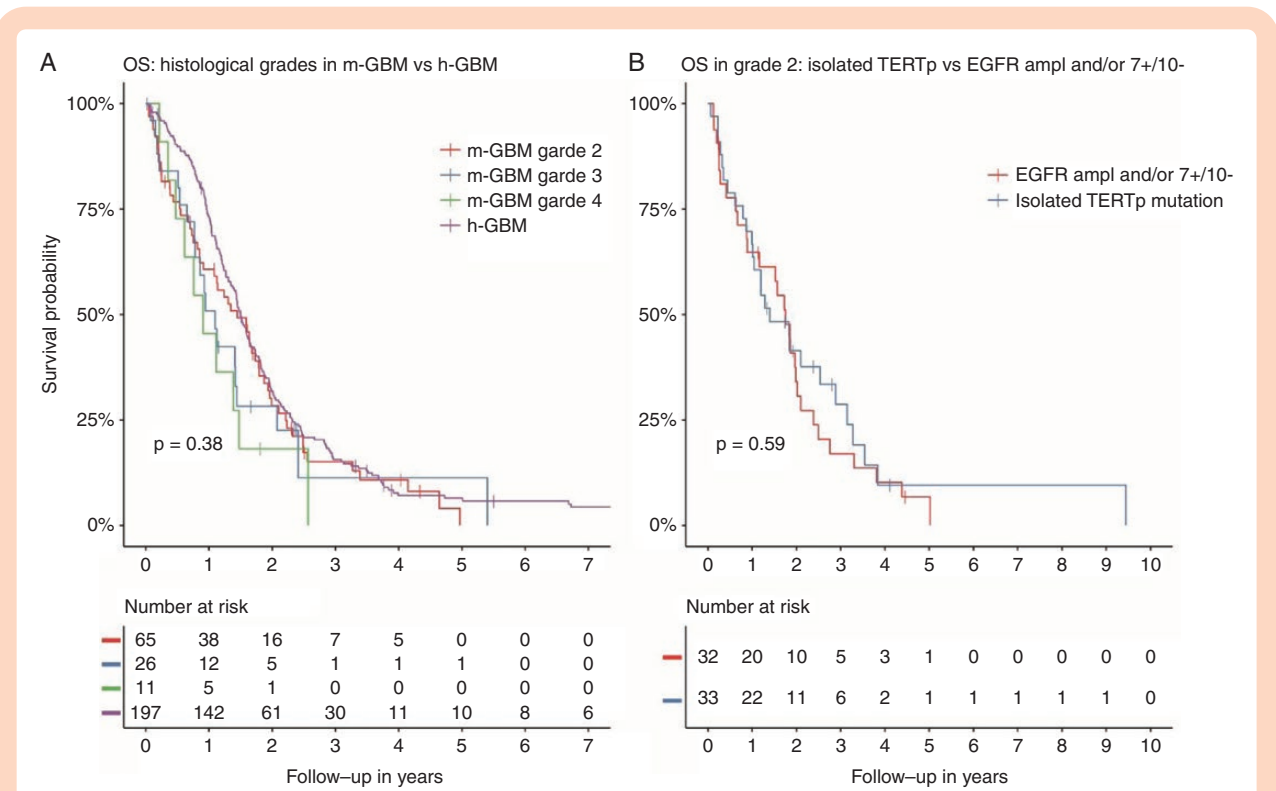 A OS: histological grades in m-GBM vs h-GBM
Survival probability
100%
75%
50%
25%
0%
m-GBM garde 2
m-GBM garde 3
m-GBM garde 4
h-GBM
p = 0.38
0 1 2 3 4 5 6 7
Number at risk
65 38 16 7 5 0 0 0
26 12 5 1 1 1 0 0
11 5 1 0 0 0 0 0
197 142 61 30 11 10 8 6
0 1 2 3 4 5 6 7
Follow–up in years
B OS in grade 2: isolated TERTp vs EGFR ampl and/or 7+/10-
100%
75%
50%
25%
0%
EGFR ampl and/or 7+/10-
Isolated TERTp mutation
p = 0.59
0 1 2 3 4 5 6 7 8 9 10
Number at risk
32 20 10 5 3 1 0 0 0 0 0
33 22 11 6 2 1 1 1 1 1 0
0 1 2 3 4 5 6 7 8 9 10
Follow–up in years